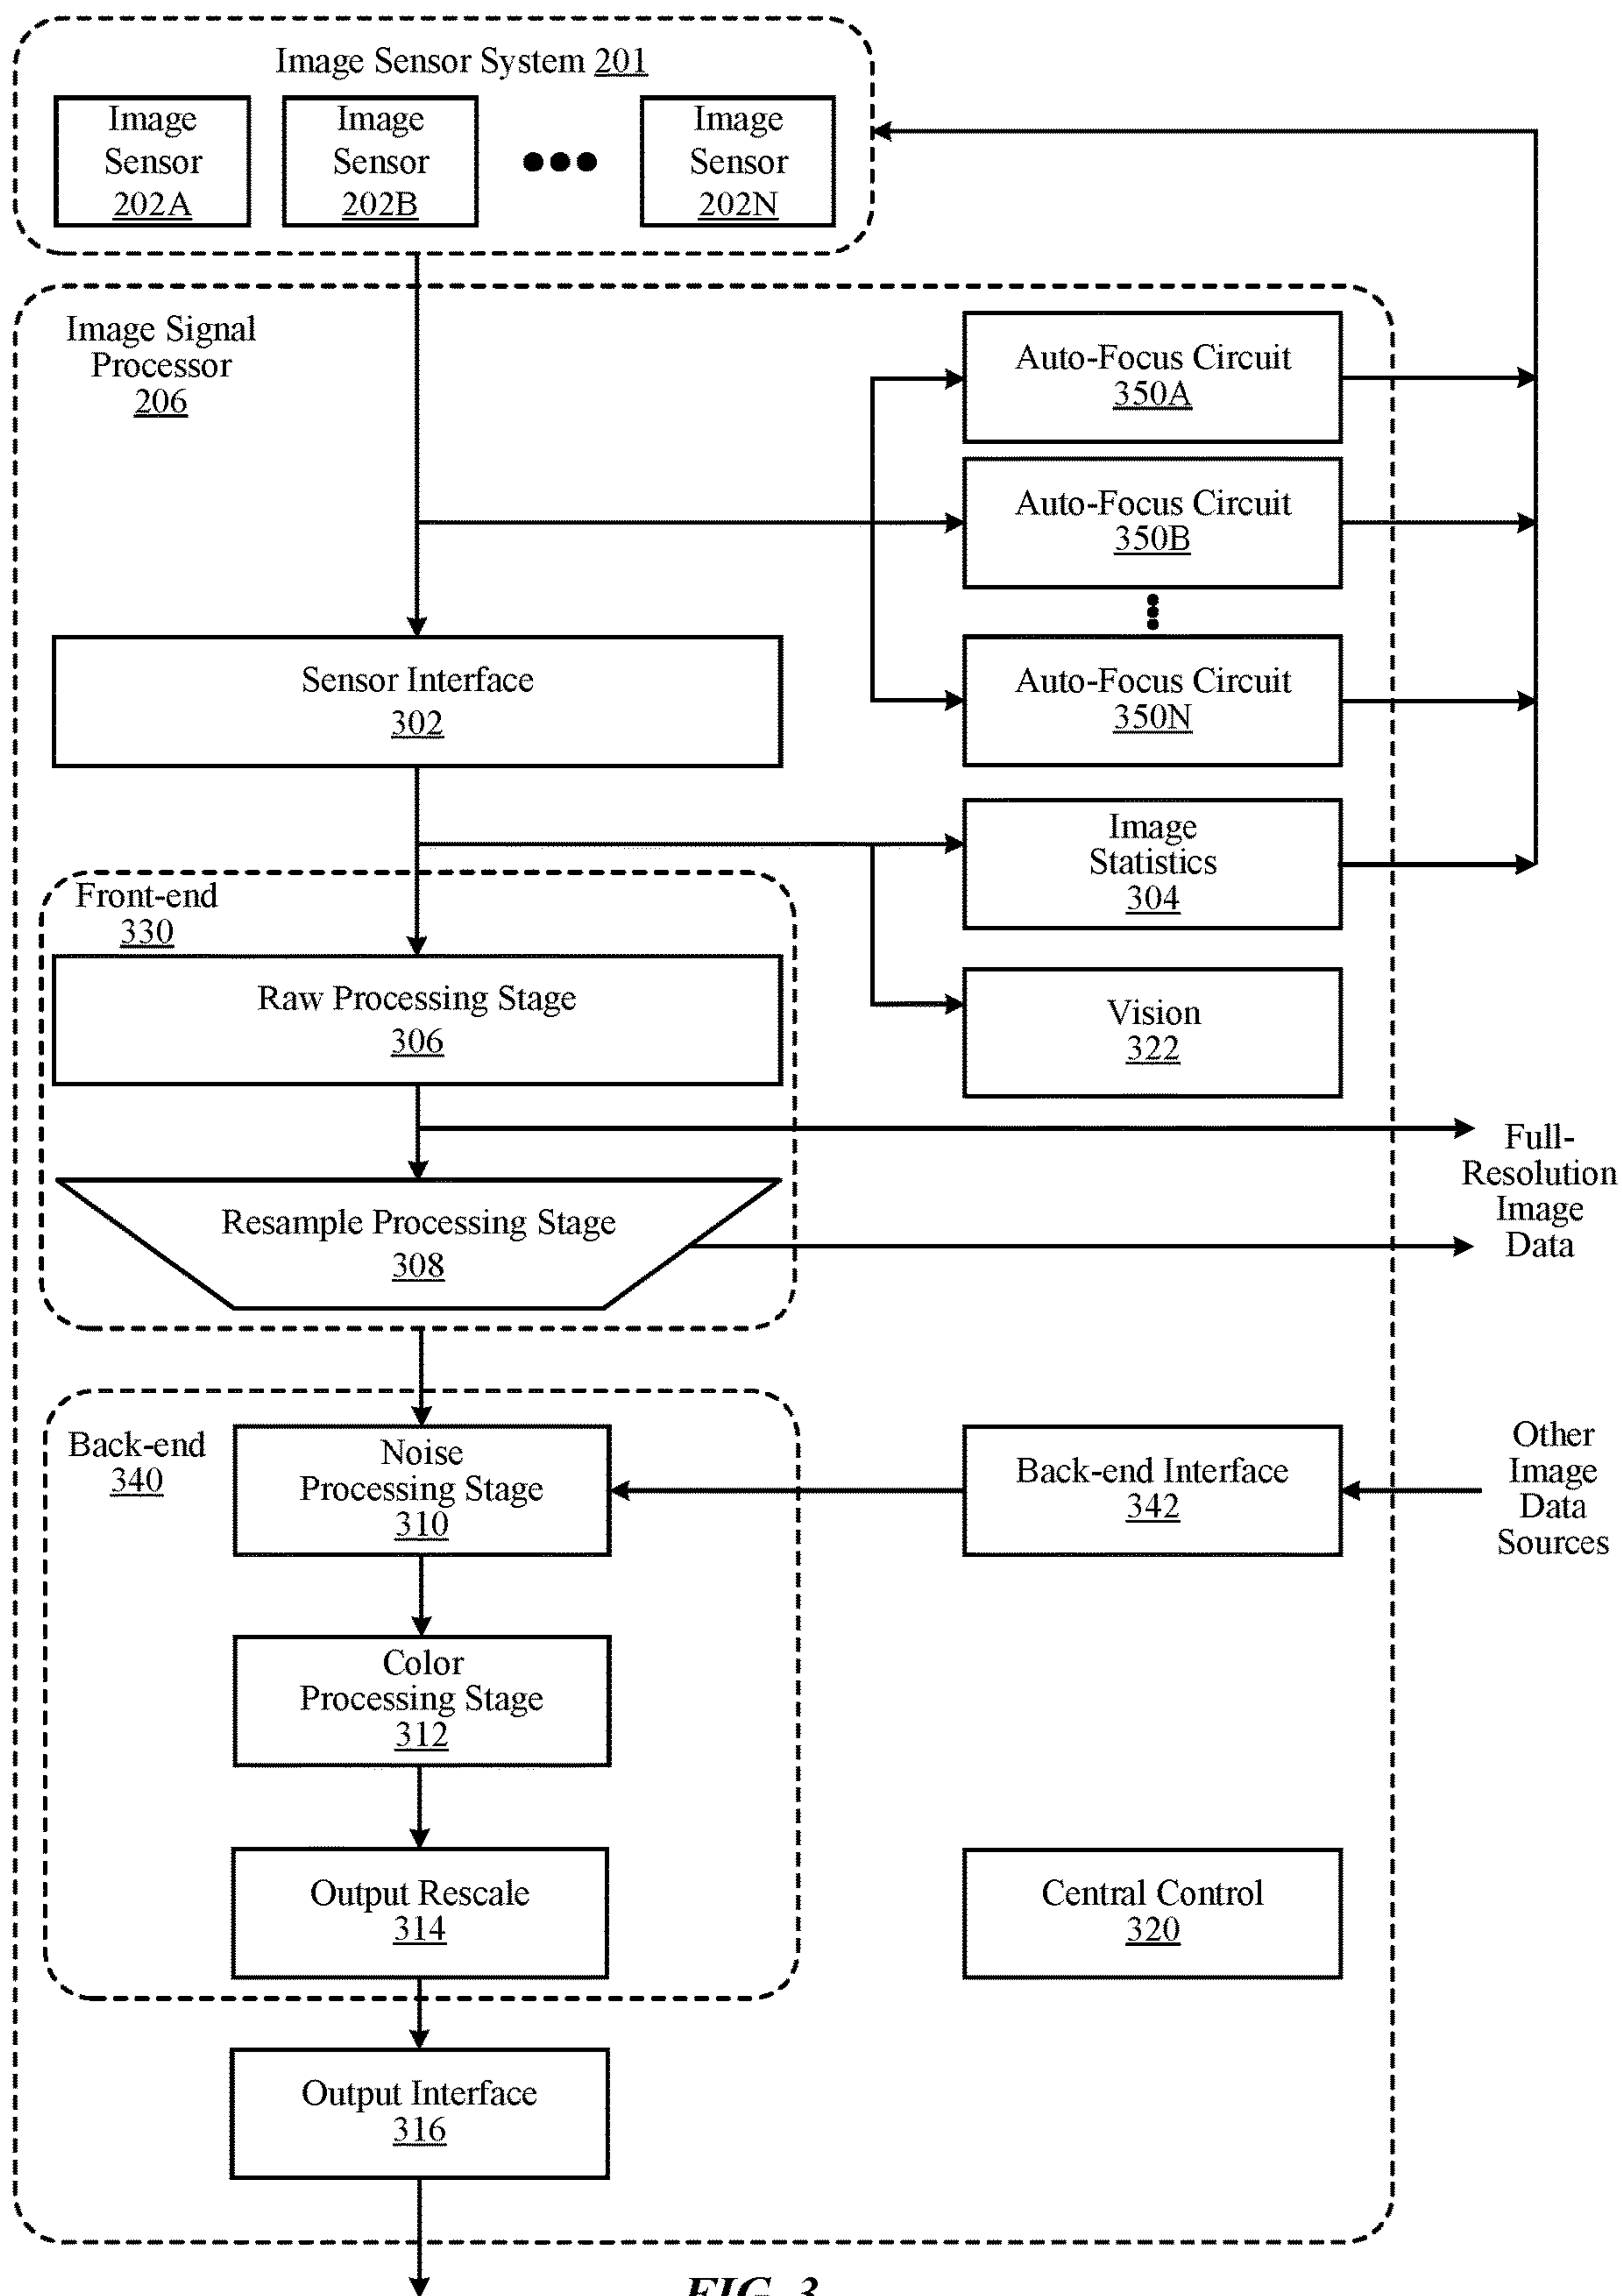 Image Sensor System 201
Image
Sensor
202A
Image
Sensor
202B
Image
Sensor
202N
Image Signal
Processor
206
Auto-Focus Circuit
350A
Auto-Focus Circuit
350B
Auto-Focus Circuit
350N
Sensor Interface
302
Image
Statistics
304
Front-end
330
Raw Processing Stage
306
Vision
322
Full-
Resolution
Image
Data
Resample Processing Stage
308
Back-end
340
Noise
Processing Stage
310
Back-end Interface
342
Other
Image
Data
Sources
Color
Processing Stage
312
Output Rescale
314
Central Control
320
Output Interface
316
FIG. 3